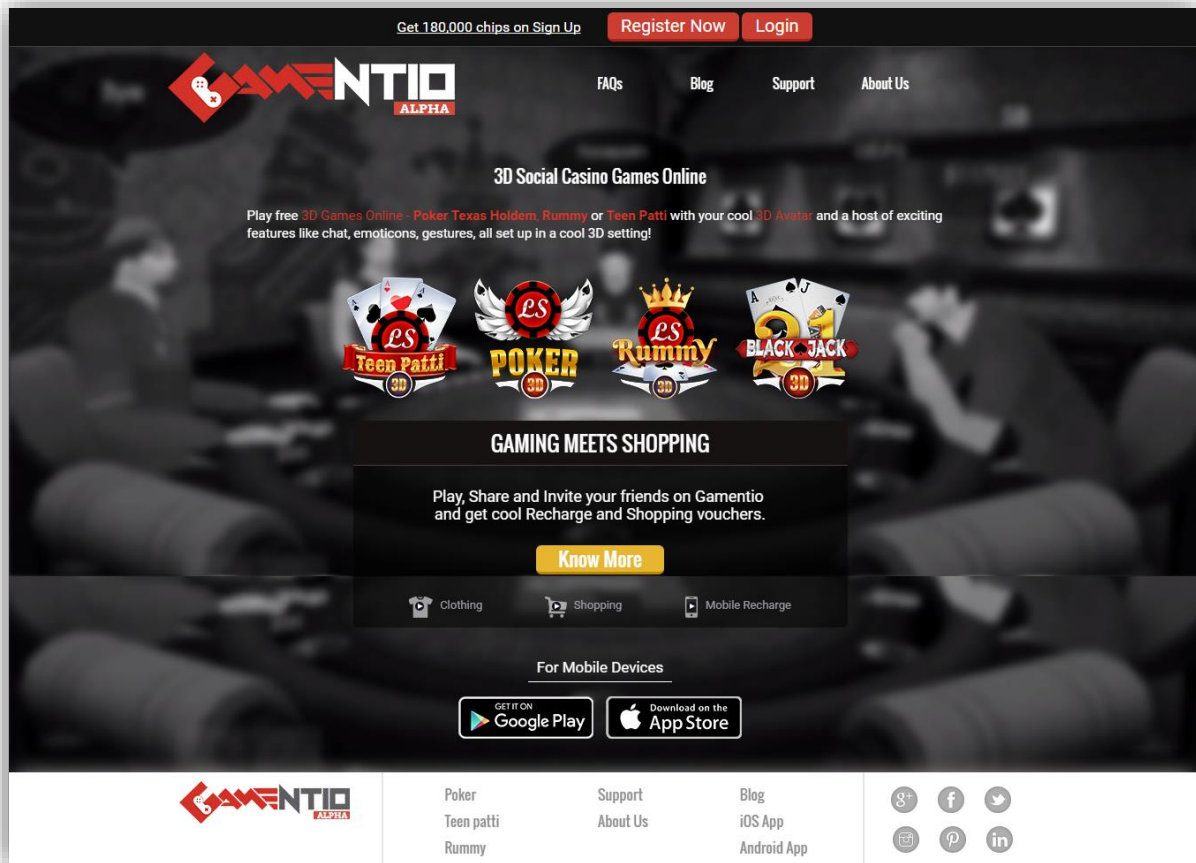 Get 180,000 chips on Sign Up Register Now Login
GAMENTIO
ALPHA
FAQs Blog Support About Us
3D Social Casino Games Online
Play free 3D Games Online - Poker Texas Holdem, Rummy or Teen Patti with your cool 3D Avatar and a host of exciting
features like chat, emoticons, gestures, all set up in a cool 3D setting!
A A A
LS
Teen Patti
3D
LS
POKER
3D
LS
Rummy
3D
A J
21
BLACK JACK
3D
GAMING MEETS SHOPPING
Play, Share and Invite your friends on Gamentio
and get cool Recharge and Shopping vouchers.
Know More
Clothing Shopping Mobile Recharge
For Mobile Devices
GET IT ON
Google Play
Download on the
App Store
GAMENTIO
ALPHA
Poker Support Blog
Teen patti About Us iOS App
Rummy Android App
g+ f
in